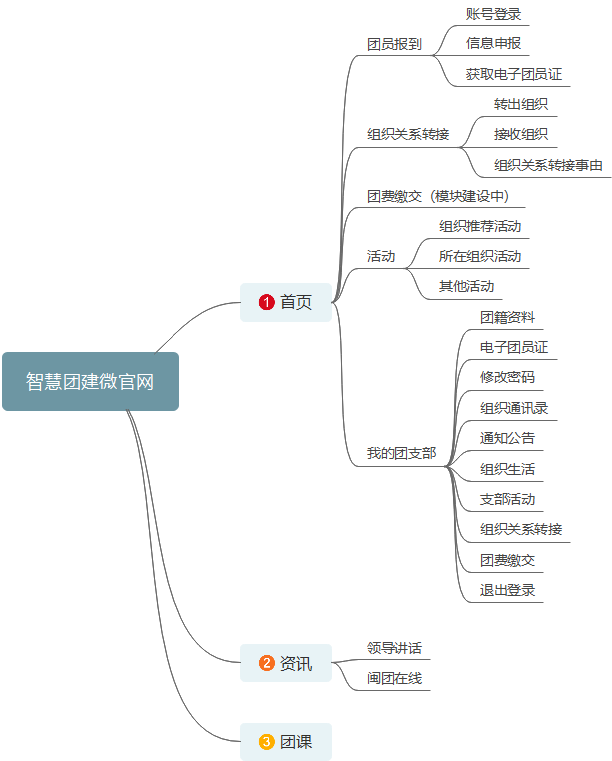 智慧团建微官网
1 首页
团员报到
账号登录
信息申报
获取电子团员证
组织关系转接
转出组织
接收组织
组织关系转接事由
团费缴交（模块建设中）
活动
组织推荐活动
所在组织活动
其他活动
我的团支部
团籍资料
电子团员证
修改密码
组织通讯录
通知公告
组织生活
支部活动
组织关系转接
团费缴交
退出登录
2 资讯
领导讲话
闽团在线
3 团课